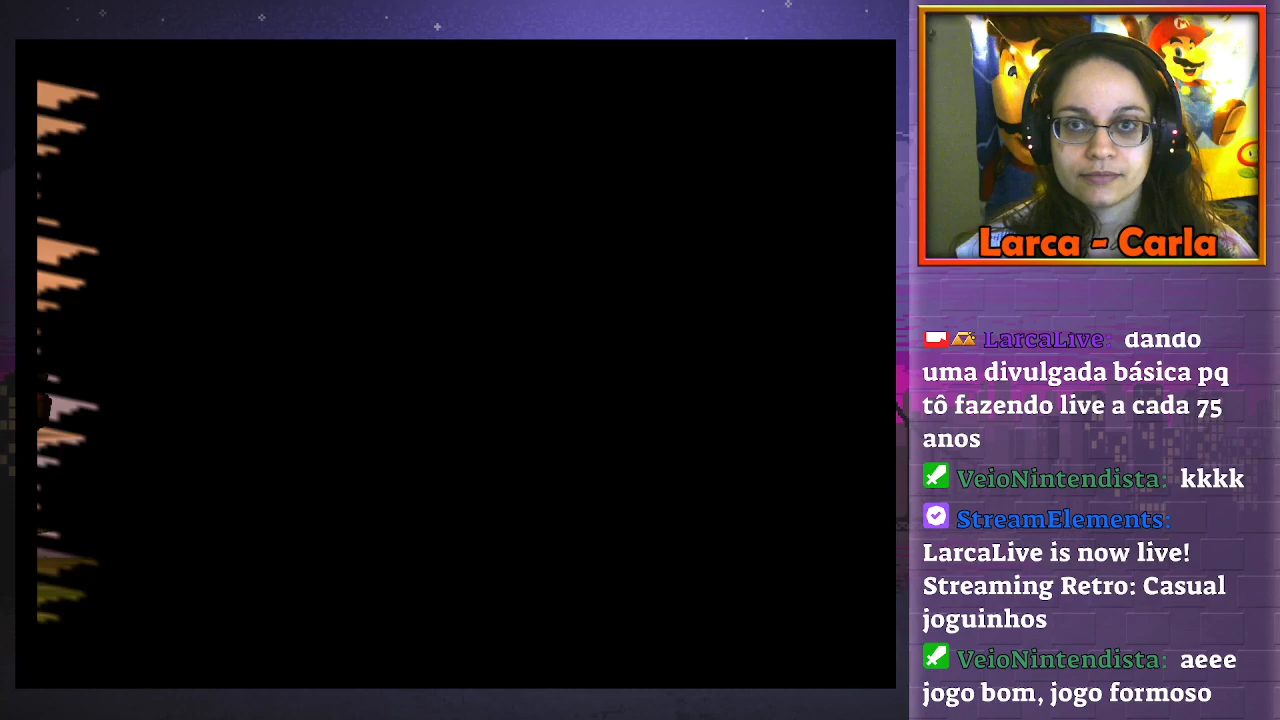 Larca - Carla
LarcaLive: dando
uma divulgada básica pq
tô fazendo live a cada 75
anos
VeioNintendista: kkkk
StreamElements:
LarcaLive is now live!
Streaming Retro: Casual
joguinhos
VeioNintendista: aeee
jogo bom, jogo formoso